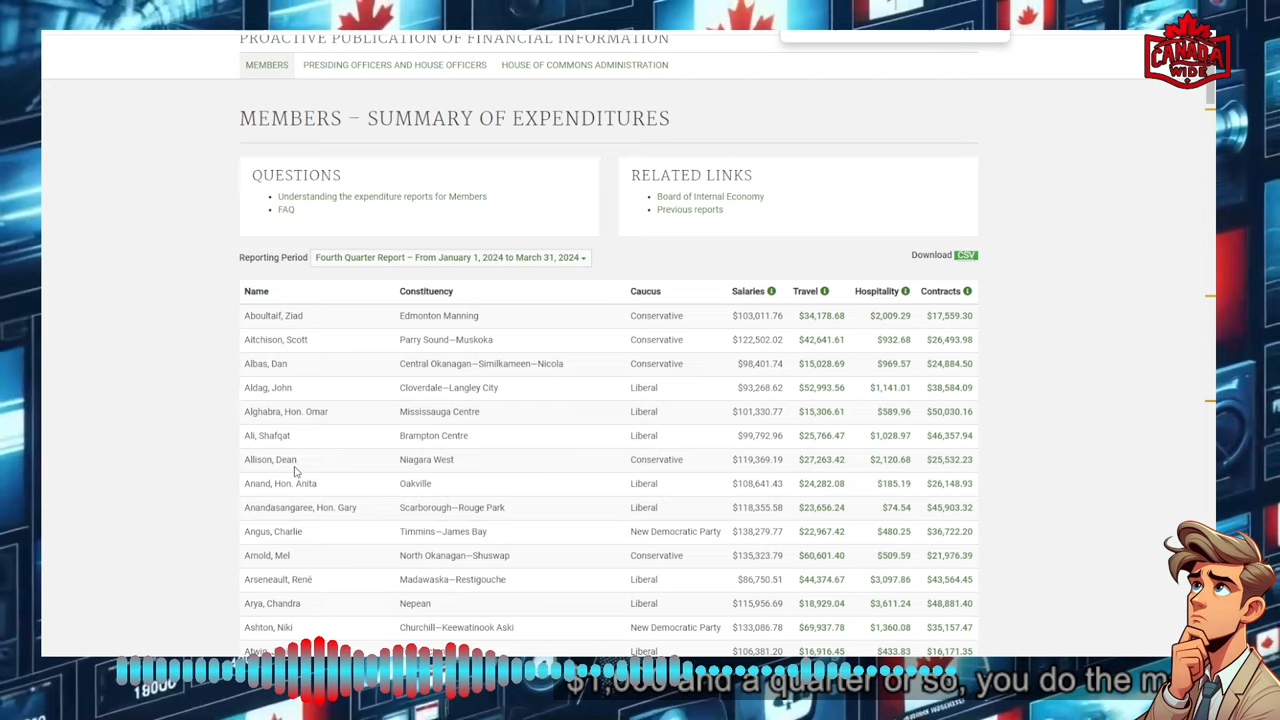 PROACTIVE PUBLICATION OF FINANCIAL INFORMATION
CANADA
WIDE
MEMBERS PRESIDING OFFICERS AND HOUSE OFFICERS HOUSE OF COMMONS ADMINISTRATION
MEMBERS – SUMMARY OF EXPENDITURES
QUESTIONS
Understanding the expenditure reports for Members
FAQ
RELATED LINKS
Board of Internal Economy
Previous reports
Reporting Period Fourth Quarter Report – From January 1, 2024 to March 31, 2024
Download CSV
Name Constituency Caucus Salaries Travel Hospitality Contracts
Aboultaif, Ziad Edmonton Manning Conservative $103,011.76 $34,178.68 $2,009.29 $17,559.30
Aitchison, Scott Parry Sound—Muskoka Conservative $122,502.02 $42,641.61 $932.68 $26,493.98
Albas, Dan Central Okanagan—Similkameen—Nicola Conservative $98,401.74 $15,028.69 $969.57 $24,884.50
Aldag, John Cloverdale—Langley City Liberal $93,268.62 $52,993.56 $1,141.01 $38,584.09
Alghabra, Hon. Omar Mississauga Centre Liberal $101,330.77 $15,306.61 $589.96 $50,030.16
Ali, Shafqat Brampton Centre Liberal $99,792.96 $25,766.47 $1,028.97 $46,357.94
Allison, Dean Niagara West Conservative $119,369.19 $27,263.42 $2,120.68 $25,532.23
Anand, Hon. Anita Oakville Liberal $108,641.43 $24,282.08 $185.19 $26,148.93
Anandasangaree, Hon. Gary Scarborough—Rouge Park Liberal $118,355.58 $23,656.24 $74.54 $45,903.32
Angus, Charlie Timmins—James Bay New Democratic Party $138,279.77 $22,967.42 $480.25 $36,722.20
Arnold, Mel North Okanagan—Shuswap Conservative $135,323.79 $60,601.40 $509.59 $21,976.39
Arseneault, René Madawaska—Restigouche Liberal $86,750.51 $44,374.67 $3,097.86 $43,564.45
Arya, Chandra Nepean Liberal $115,956.69 $18,929.04 $3,611.24 $48,881.40
Ashton, Niki Churchill—Keewatinook Aski New Democratic Party $133,086.78 $69,937.78 $1,360.08 $35,157.47
Atwin, Liberal $106,381.20 $16,916.45 $433.83 $16,171.35
and a quarter or so, you do the
18000